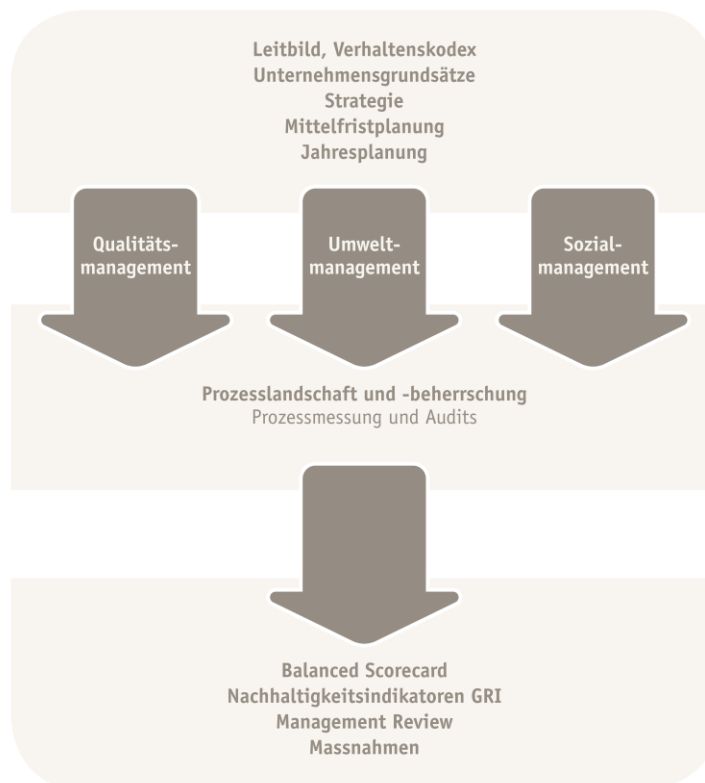 Leitbild, Verhaltenskodex
Unternehmensgrundsätze
Strategie
Mittelfristplanung
Jahresplanung
Qualitäts-
management
Umwelt-
management
Sozial-
management
Prozesslandschaft und -beherrschung
Prozessmessung und Audits
Balanced Scorecard
Nachhaltigkeitsindikatoren GRI
Management Review
Massnahmen